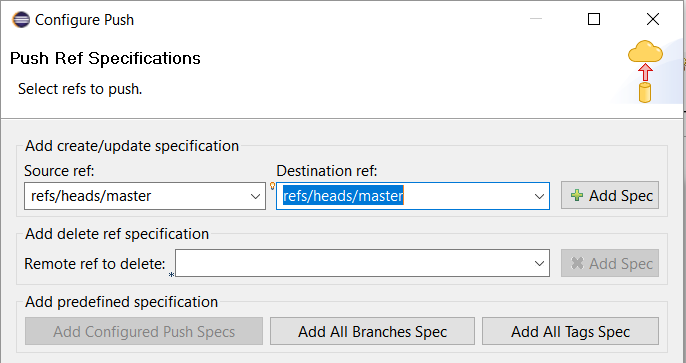 Configure Push
Push Ref Specifications
Select refs to push.
Add create/update specification
Source ref: Destination ref:
refs/heads/master refs/heads/master Add Spec
Add delete ref specification
Remote ref to delete: * Add Spec
Add predefined specification
Add Configured Push Specs Add All Branches Spec Add All Tags Spec